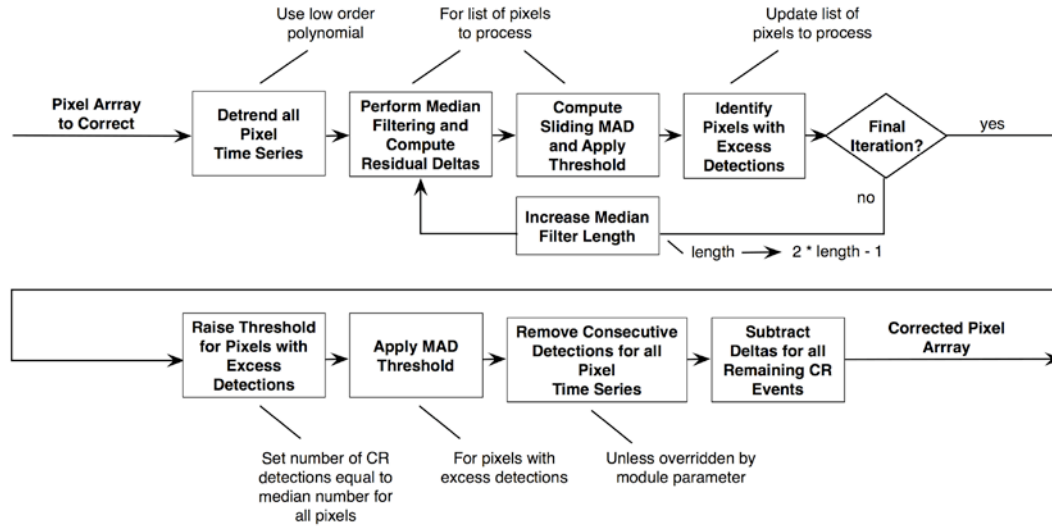 Use low order
polynomial
For list of pixels
to process
Update list of
pixels to process
Pixel Arrray
to Correct
Detrend all
Pixel
Time Series
Perform Median
Filtering and
Compute
Residual Deltas
Compute
Sliding MAD
and Apply
Threshold
Identify
Pixels with
Excess
Detections
Final
Iteration?
yes
no
Increase Median
Filter Length
length 2 * length - 1
Raise Threshold
for Pixels with
Excess
Detections
Apply MAD
Threshold
Remove Consecutive
Detections for all
Pixel
Time Series
Subtract
Deltas for all
Remaining CR
Events
Corrected Pixel
Arrray
Set number of CR
detections equal to
median number for
all pixels
For pixels with
excess detections
Unless overridden by
module parameter